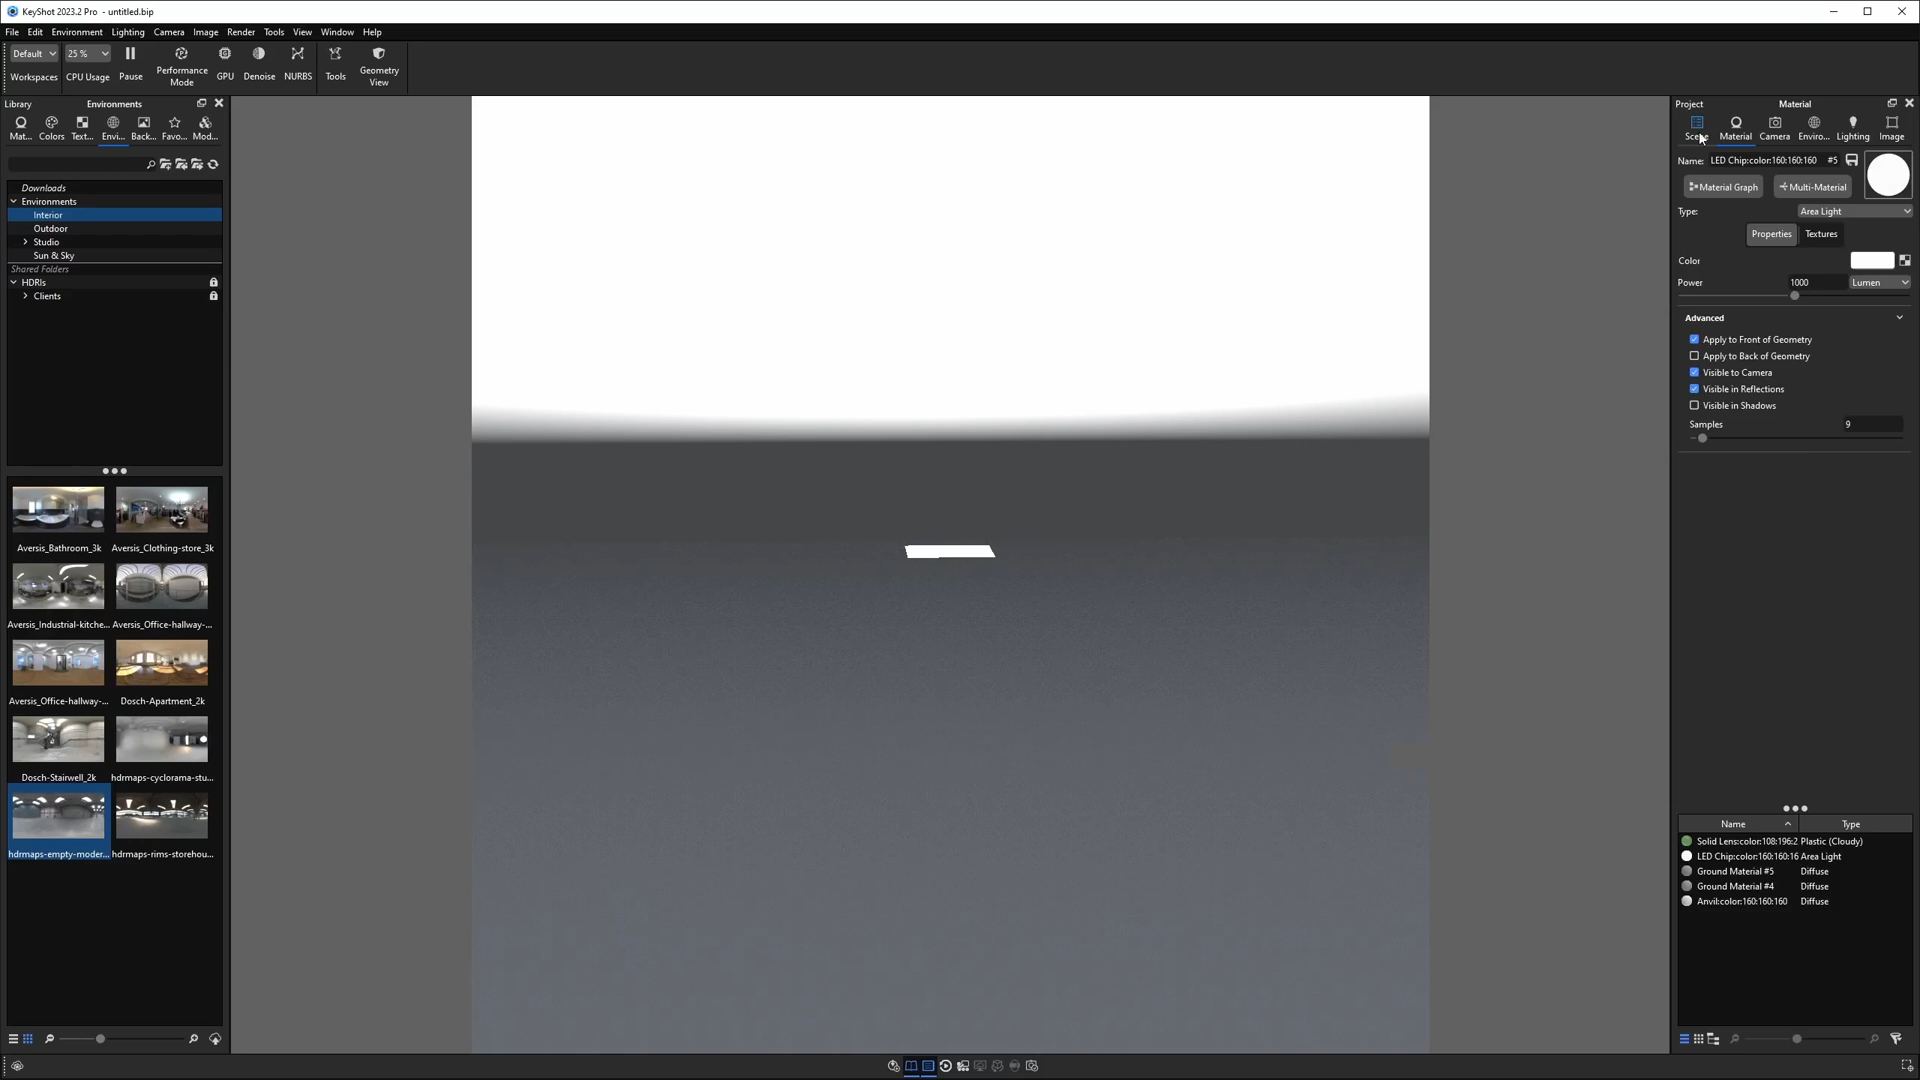 KeyShot 2023.2 Pro - untitled.bip
File Edit Environment Lighting Camera Image Render Tools View Window Help
Default 25 %
Workspaces CPU Usage Pause Performance Mode GPU Denoise NURBS Tools Geometry View
Library Environments
Mat... Colors Text... Envi... Back... Favo... Mod...
Downloads
Environments
Interior
Outdoor
Studio
Sun & Sky
Shared Folders
HDRIs
Clients
Aversis_Bathroom_3k Aversis_Clothing-store_3k
Aversis_Industrial-kitche... Aversis_Office-hallway-...
Aversis_Office-hallway-... Dosch-Apartment_2k
Dosch-Stairwell_2k hdrmaps-cyclorama-stu...
hdrmaps-empty-moder... hdrmaps-rims-storehou...
Project Material
Scene Material Camera Enviro... Lighting Image
Name: LED Chip:color:160:160:160 #5
Material Graph Multi-Material
Type: Area Light
Properties Textures
Color
Power 1000 Lumen
Advanced
Apply to Front of Geometry
Apply to Back of Geometry
Visible to Camera
Visible in Reflections
Visible in Shadows
Samples 9
Name Type
Solid Lens:color:108:196:2 Plastic (Cloudy)
LED Chip:color:160:160:16 Area Light
Ground Material #5 Diffuse
Ground Material #4 Diffuse
Anvil:color:160:160:160 Diffuse